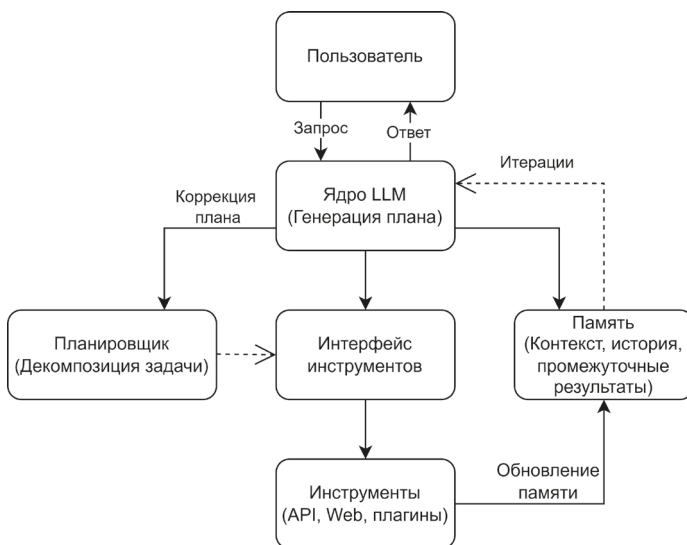 Пользователь
Запрос
Ответ
Итерации
Ядро LLM
(Генерация плана)
Коррекция
плана
Планировщик
(Декомпозиция задачи)
Интерфейс
инструментов
Память
(Контекст, история,
промежуточные
результаты)
Инструменты
(API, Web, плагины)
Обновление
памяти